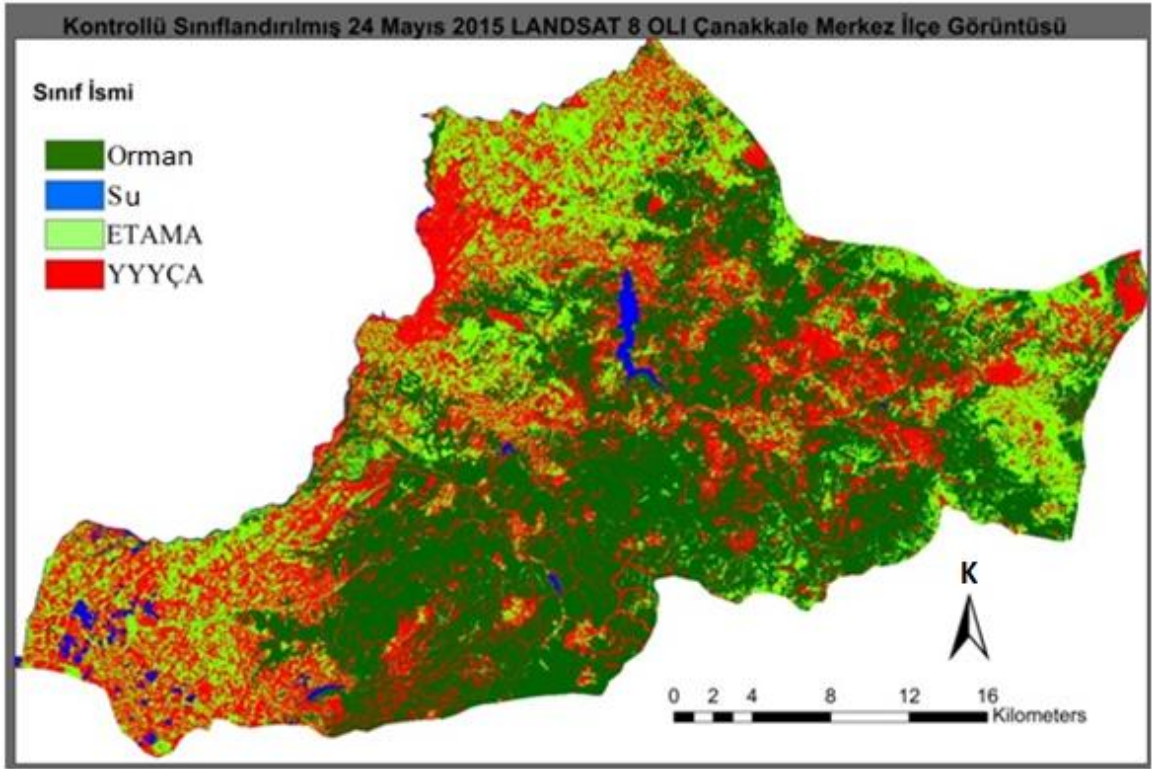 Kontrollü Sınıflandırılmış 24 Mayıs 2015 LANDSAT 8 OLI Çanakkale Merkez İlçe Görüntüsü
Sınıf İsmi
Orman
Su
ETAMA
YYYÇA
K
0 2 4 8 12 16
Kilometers